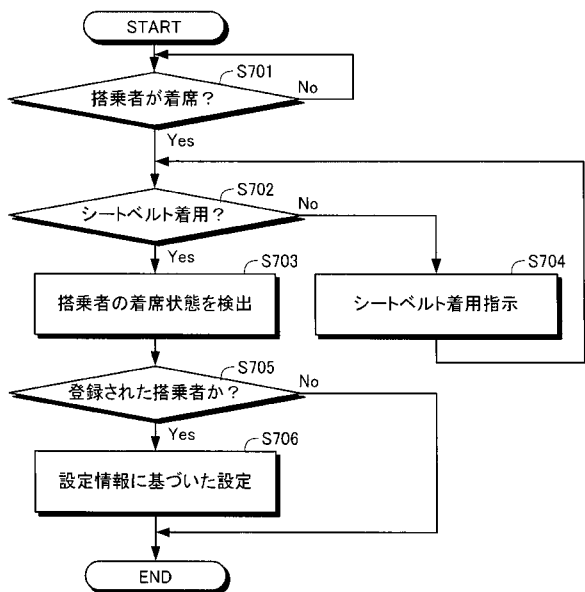 START
S701
搭乗者が着席？
No
Yes
S702
シートベルト着用？
No
Yes
S703
搭乗者の着席状態を検出
S704
シートベルト着用指示
S705
登録された搭乗者か？
No
Yes
S706
設定情報に基づいた設定
END